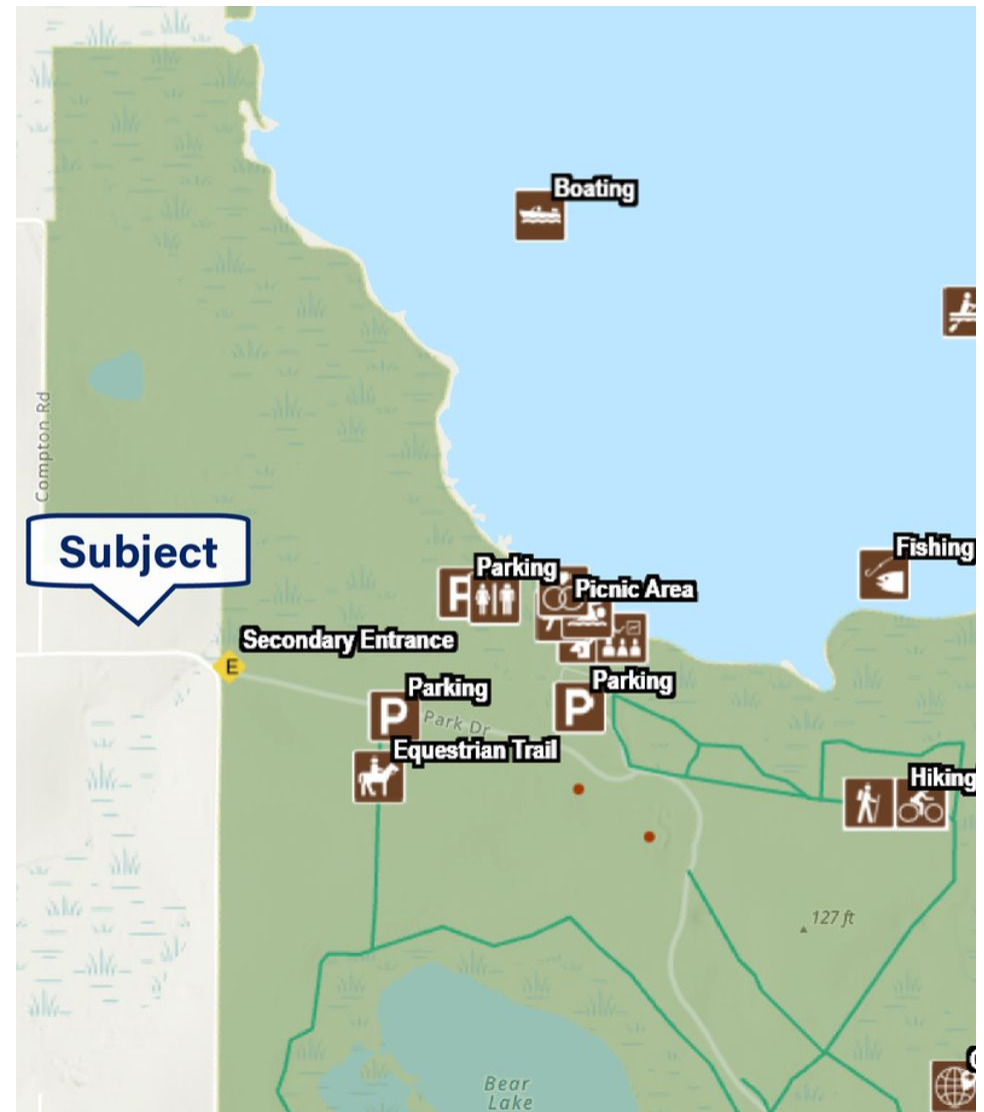 Boating
Compton Rd
Subject
Fishing
Parking
Picnic Area
P
Secondary Entrance
E
Parking
Parking
P
P
Park Dr
Equestrian Trail
Hiking
127 ft
Bear
Lake